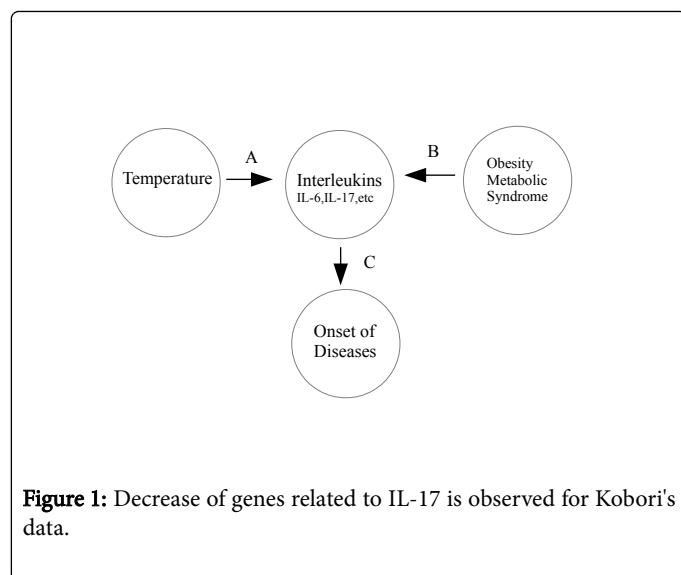 A
B
Temperature
Interleukins
IL-6,IL-17,etc
Obesity
Metabolic
Syndrome
C
Onset of
Diseases
Figure 1: Decrease of genes related to IL-17 is observed for Kobori's
data.